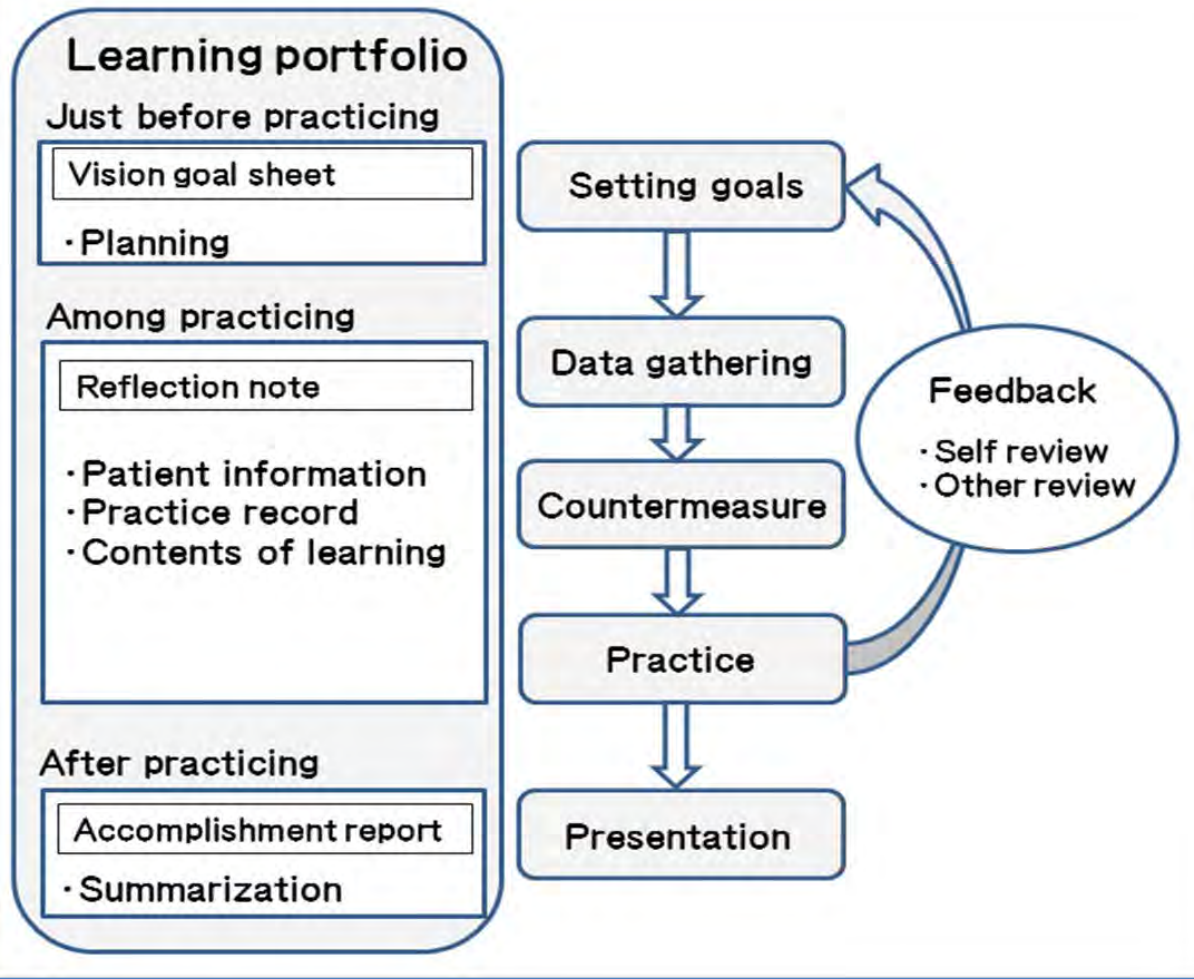 Learning portfolio
Just before practicing
Vision goal sheet
・Planning
Among practicing
Reflection note
・Patient information
・Practice record
・Contents of learning
After practicing
Accomplishment report
・Summarization
Setting goals
Data gathering
Countermeasure
Practice
Presentation
Feedback
・Self review
・Other review